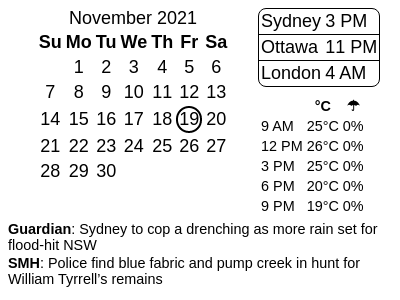 November 2021
Su Mo Tu We Th Fr Sa
1 2 3 4 5 6
7 8 9 10 11 12 13
14 15 16 17 18 19 20
21 22 23 24 25 26 27
28 29 30
Sydney 3 PM
Ottawa 11 PM
London 4 AM
°C ☂
9 AM 25°C 0%
12 PM 26°C 0%
3 PM 25°C 0%
6 PM 20°C 0%
9 PM 19°C 0%
Guardian: Sydney to cop a drenching as more rain set for
flood-hit NSW
SMH: Police find blue fabric and pump creek in hunt for
William Tyrrell’s remains